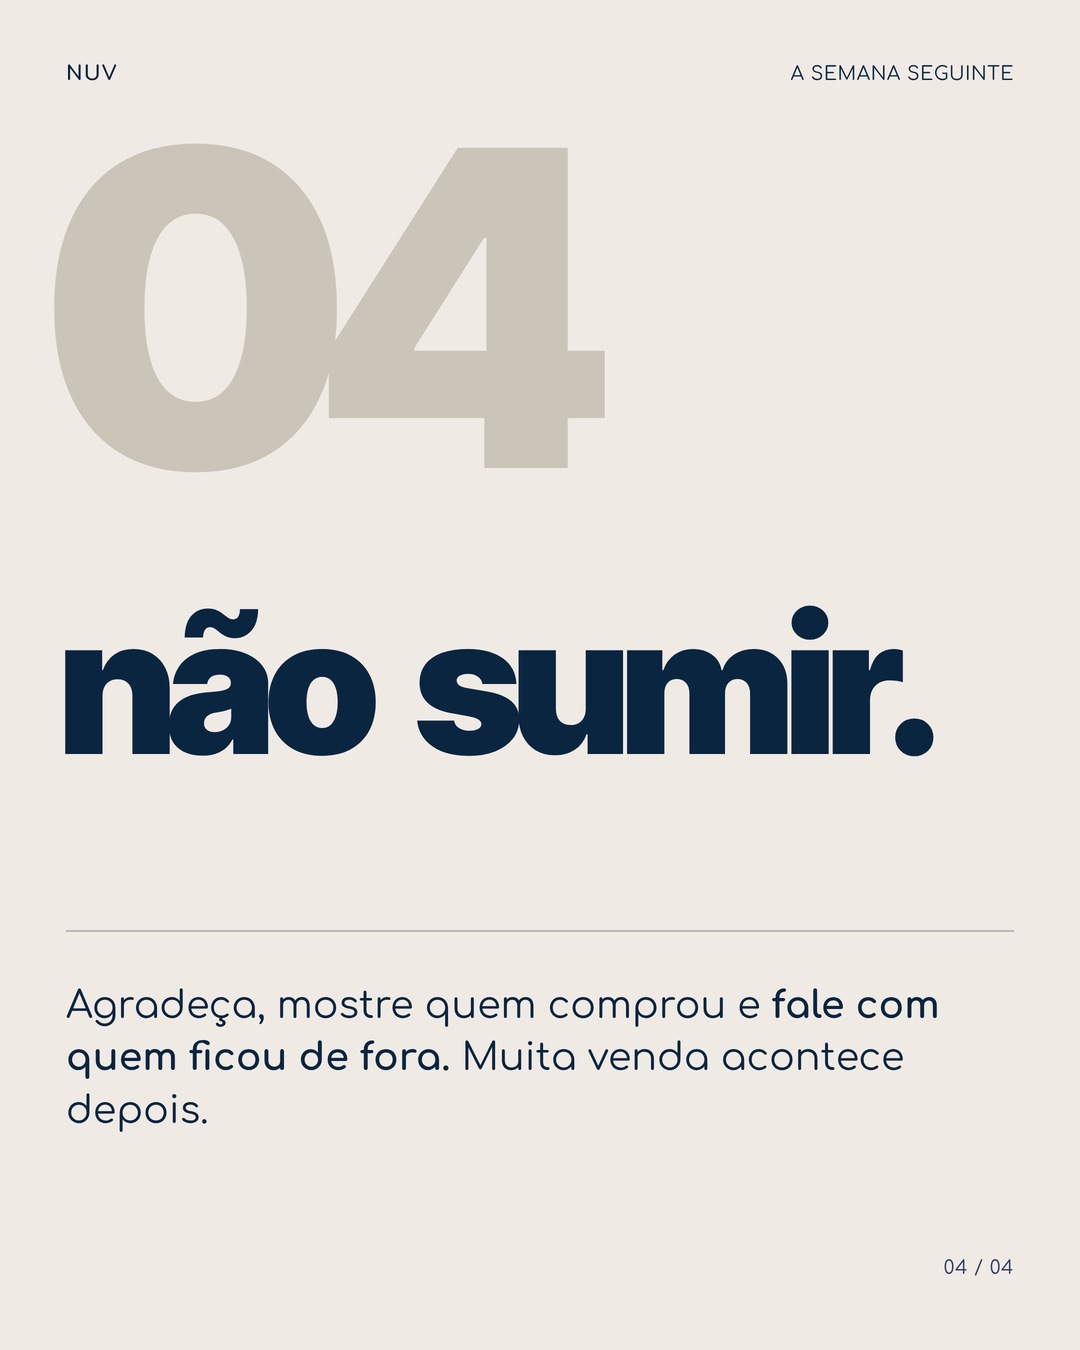 NUV
A SEMANA SEGUINTE
04
não sumir.
Agradeça, mostre quem comprou e fale com
quem ficou de fora. Muita venda acontece
depois.
04 / 04